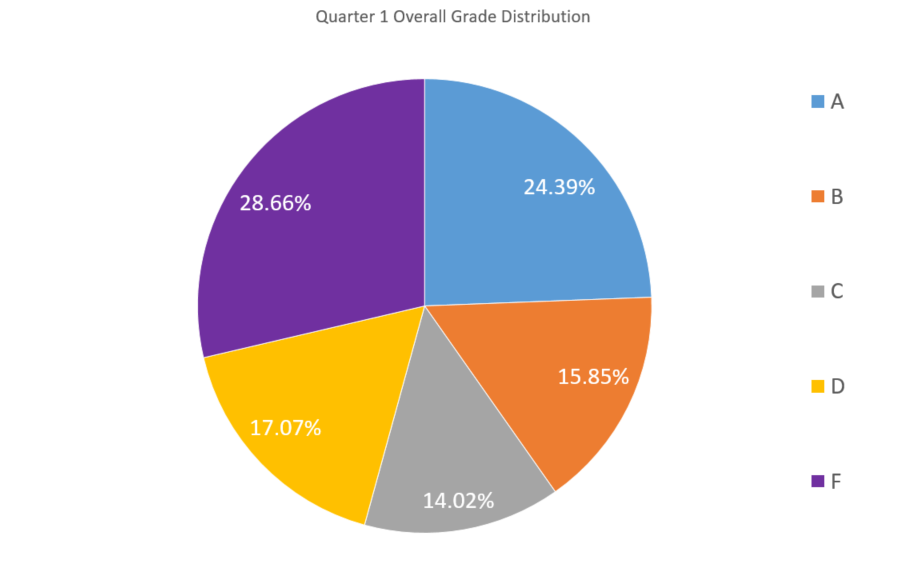 Quarter 1 Overall Grade Distribution
24.39%
15.85%
14.02%
17.07%
28.66%
A
B
C
D
F